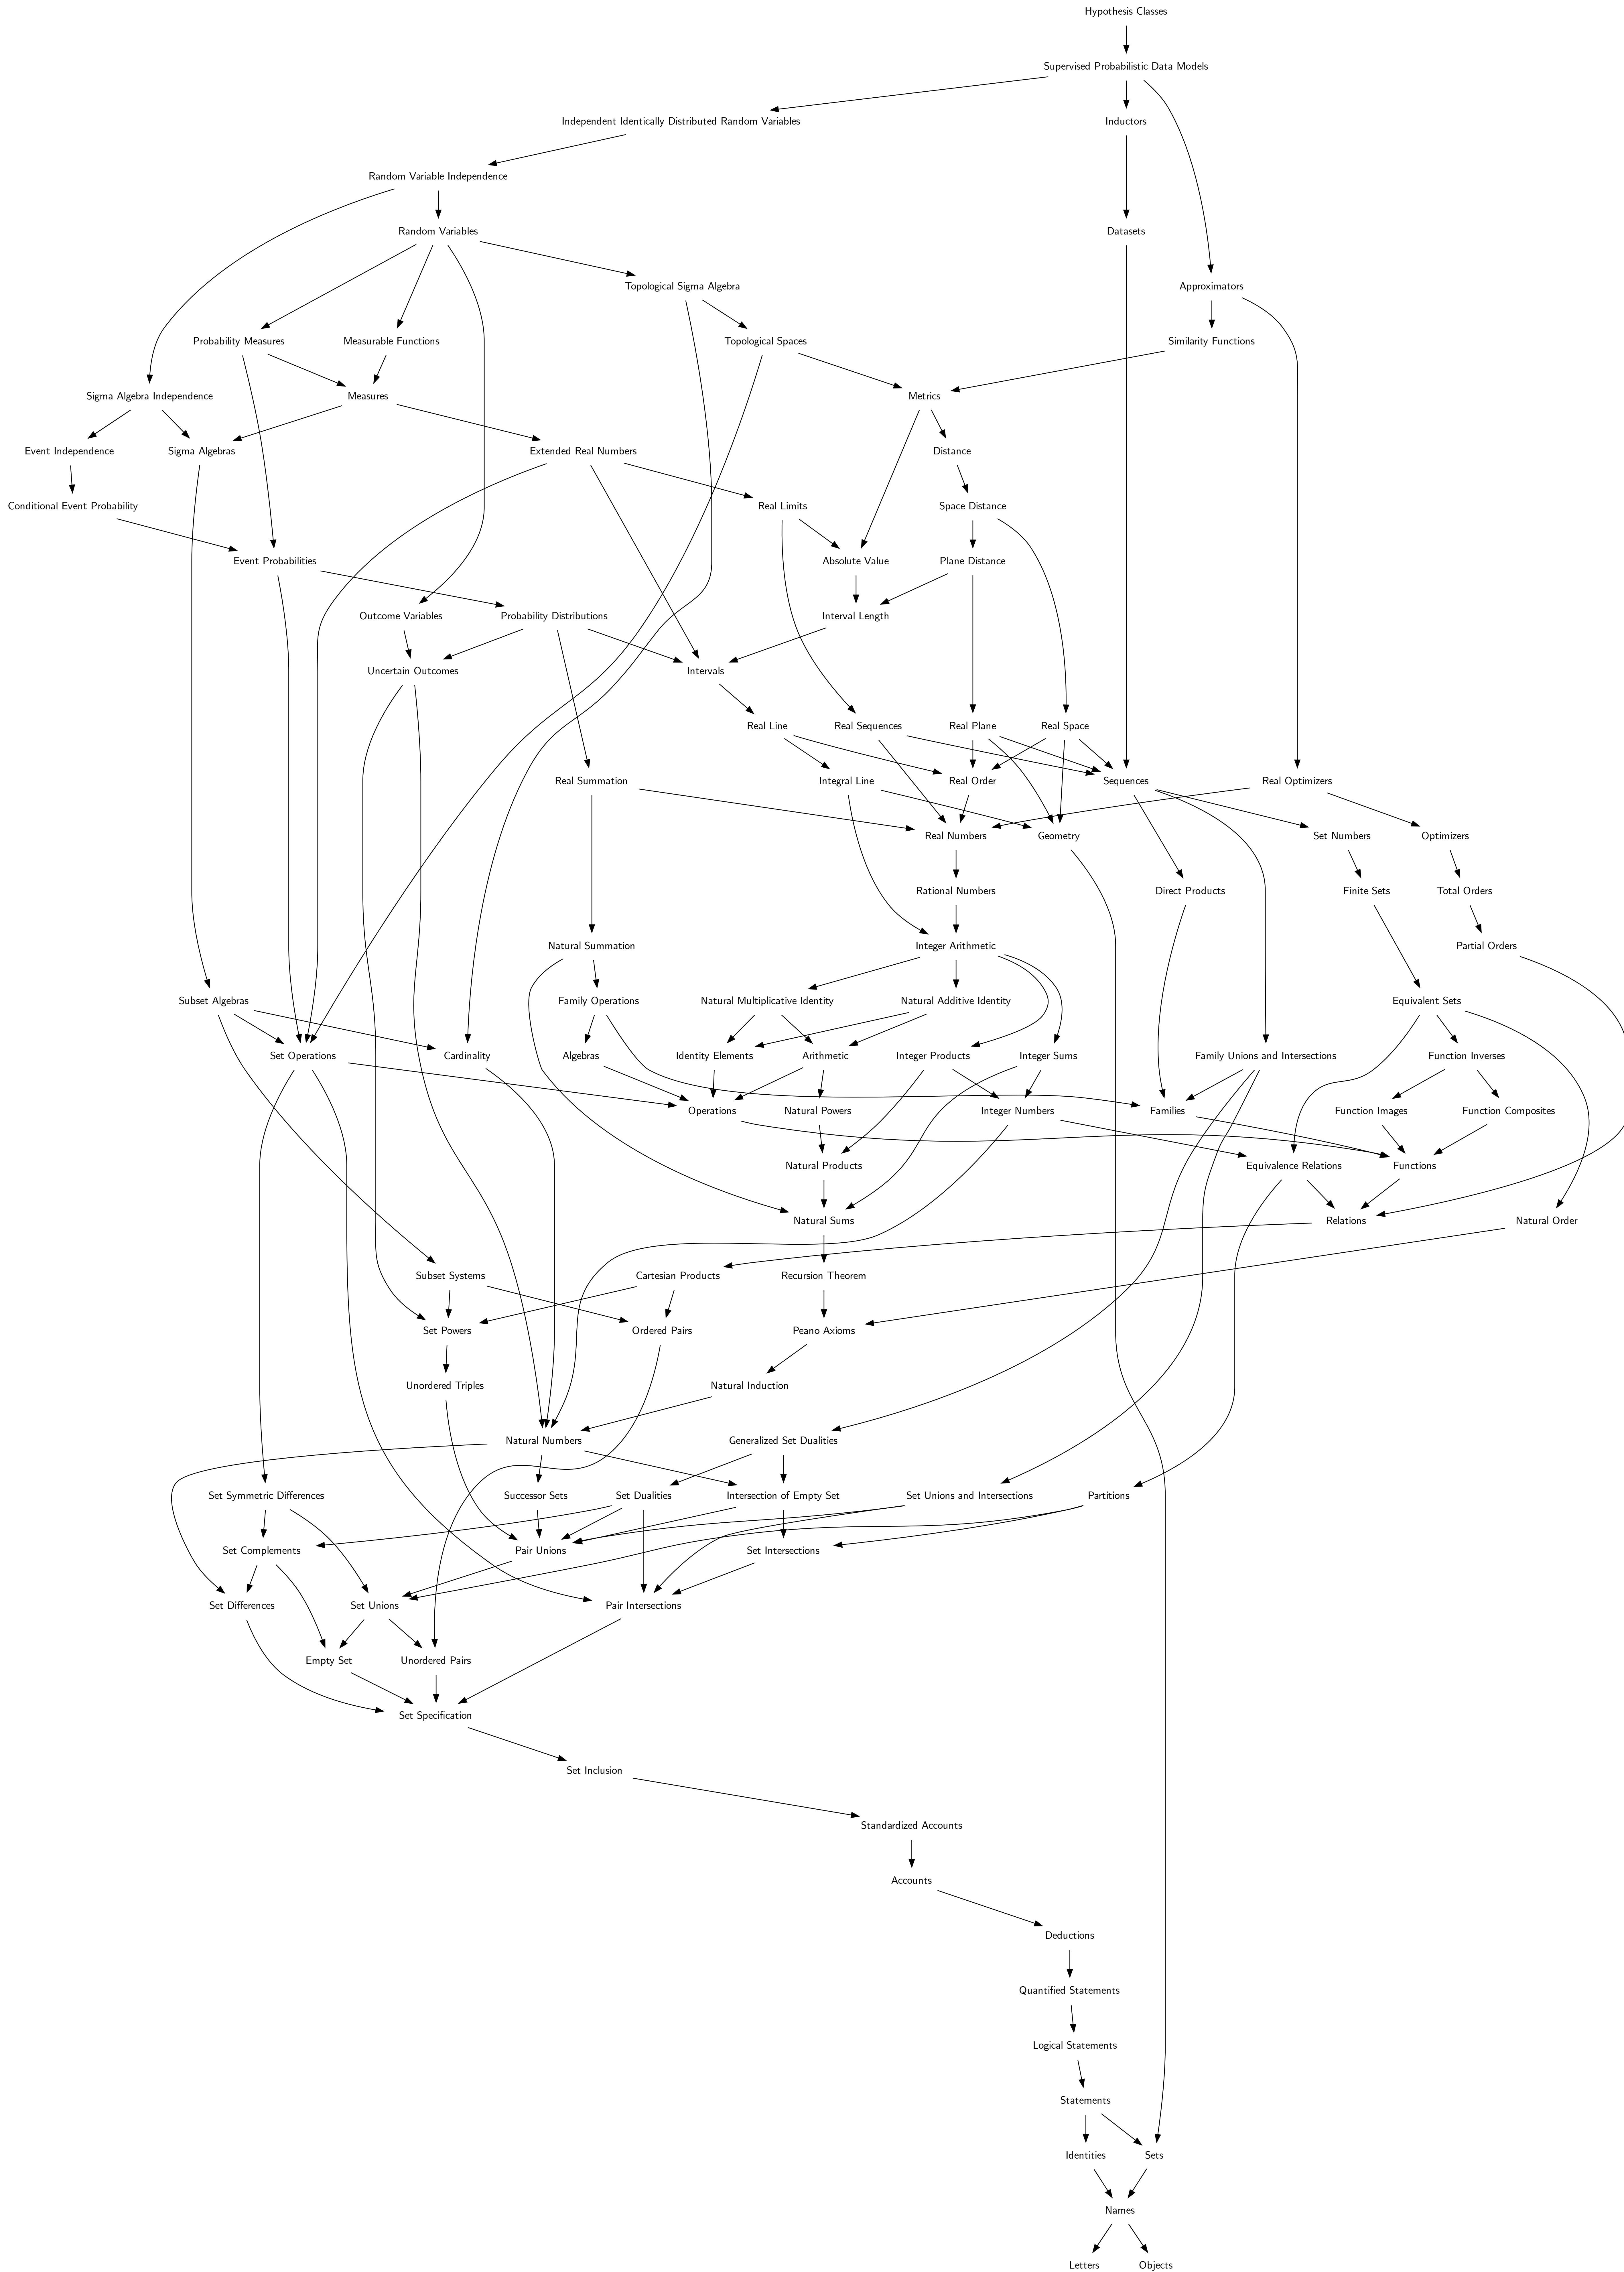 Hypothesis Classes
Supervised Probabilistic Data Models
Independent Identically Distributed Random Variables
Inductors
Random Variable Independence
Random Variables
Datasets
Topological Sigma Algebra
Approximators
Probability Measures
Measurable Functions
Topological Spaces
Similarity Functions
Sigma Algebra Independence
Measures
Metrics
Event Independence
Sigma Algebras
Extended Real Numbers
Distance
Conditional Event Probability
Real Limits
Space Distance
Event Probabilities
Absolute Value
Plane Distance
Outcome Variables
Probability Distributions
Interval Length
Uncertain Outcomes
Intervals
Real Line
Real Sequences
Real Plane
Real Space
Real Summation
Integral Line
Real Order
Sequences
Real Optimizers
Real Numbers
Geometry
Set Numbers
Optimizers
Rational Numbers
Direct Products
Finite Sets
Total Orders
Natural Summation
Integer Arithmetic
Partial Orders
Subset Algebras
Family Operations
Natural Multiplicative Identity
Natural Additive Identity
Equivalent Sets
Set Operations
Cardinality
Algebras
Identity Elements
Arithmetic
Integer Products
Integer Sums
Family Unions and Intersections
Function Inverses
Operations
Natural Powers
Integer Numbers
Families
Function Images
Function Composites
Natural Products
Equivalence Relations
Functions
Natural Sums
Relations
Natural Order
Subset Systems
Cartesian Products
Recursion Theorem
Set Powers
Ordered Pairs
Peano Axioms
Unordered Triples
Natural Induction
Natural Numbers
Generalized Set Dualities
Set Symmetric Differences
Successor Sets
Set Dualities
Intersection of Empty Set
Set Unions and Intersections
Partitions
Set Complements
Pair Unions
Set Intersections
Set Differences
Set Unions
Pair Intersections
Empty Set
Unordered Pairs
Set Specification
Set Inclusion
Standardized Accounts
Accounts
Deductions
Quantified Statements
Logical Statements
Statements
Identities
Sets
Names
Letters
Objects